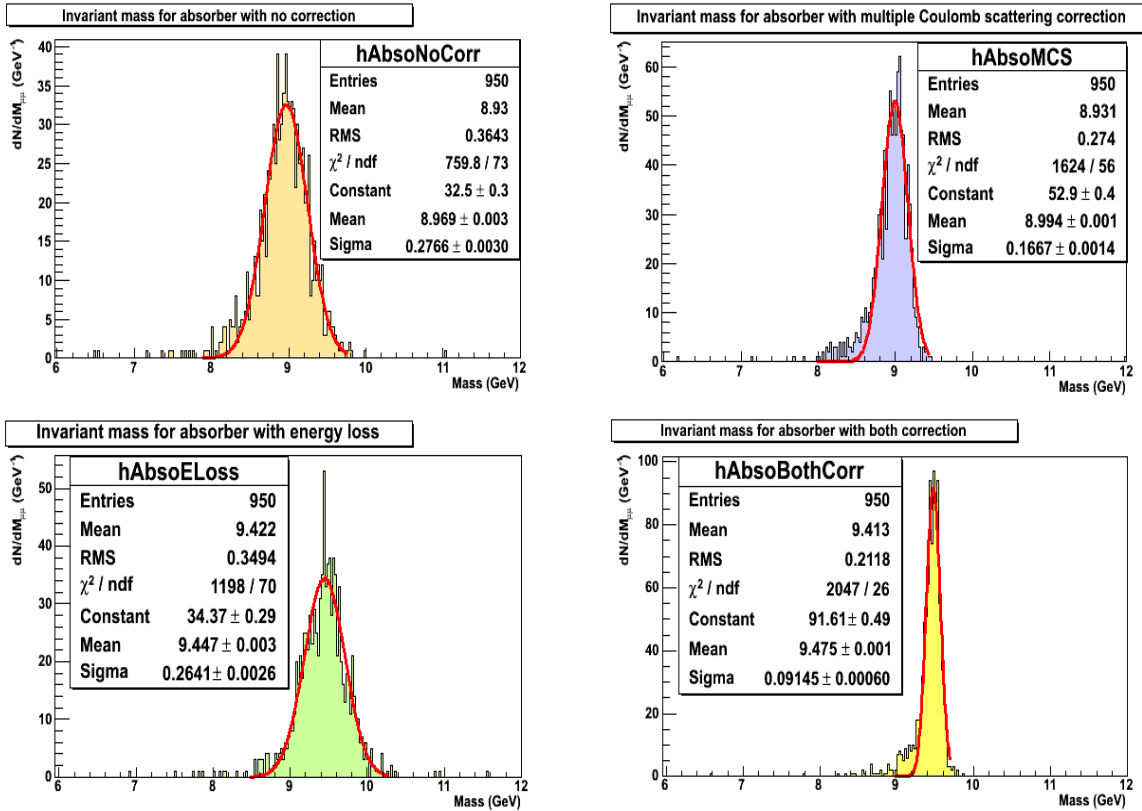 Invariant mass for absorber with no correction
dN/dMμμ (GeV⁻¹)
hAbsoNoCorr
Entries 950
Mean 8.93
RMS 0.3643
χ² / ndf 759.8 / 73
Constant 32.5 ± 0.3
Mean 8.969 ± 0.003
Sigma 0.2766 ± 0.0030
40
35
30
25
20
15
10
5
0
6 7 8 9 10 11 12
Mass (GeV)
Invariant mass for absorber with multiple Coulomb scattering correction
dN/dMμμ (GeV⁻¹)
hAbsoMCS
Entries 950
Mean 8.931
RMS 0.274
χ² / ndf 1624 / 56
Constant 52.9 ± 0.4
Mean 8.994 ± 0.001
Sigma 0.1667 ± 0.0014
60
50
40
30
20
10
0
6 7 8 9 10 11 12
Mass (GeV)
Invariant mass for absorber with energy loss
dN/dMμμ (GeV⁻¹)
hAbsoELoss
Entries 950
Mean 9.422
RMS 0.3494
χ² / ndf 1198 / 70
Constant 34.37 ± 0.29
Mean 9.447 ± 0.003
Sigma 0.2641 ± 0.0026
50
40
30
20
10
0
6 7 8 9 10 11 12
Mass (GeV)
Invariant mass for absorber with both correction
dN/dMμμ (GeV⁻¹)
hAbsoBothCorr
Entries 950
Mean 9.413
RMS 0.2118
χ² / ndf 2047 / 26
Constant 91.61 ± 0.49
Mean 9.475 ± 0.001
Sigma 0.09145 ± 0.00060
100
80
60
40
20
0
6 7 8 9 10 11 12
Mass (GeV)